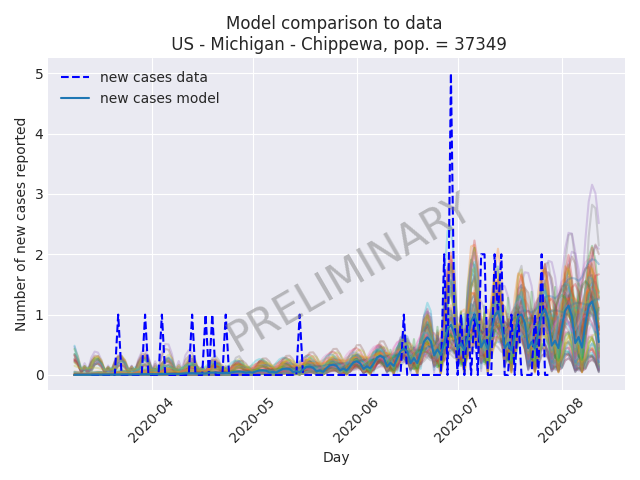 Model comparison to data
US - Michigan - Chippewa, pop. = 37349
new cases data
new cases model
Number of new cases reported
5
4
3
2
1
0
PRELIMINARY
2020-04
2020-05
2020-06
2020-07
2020-08
Day